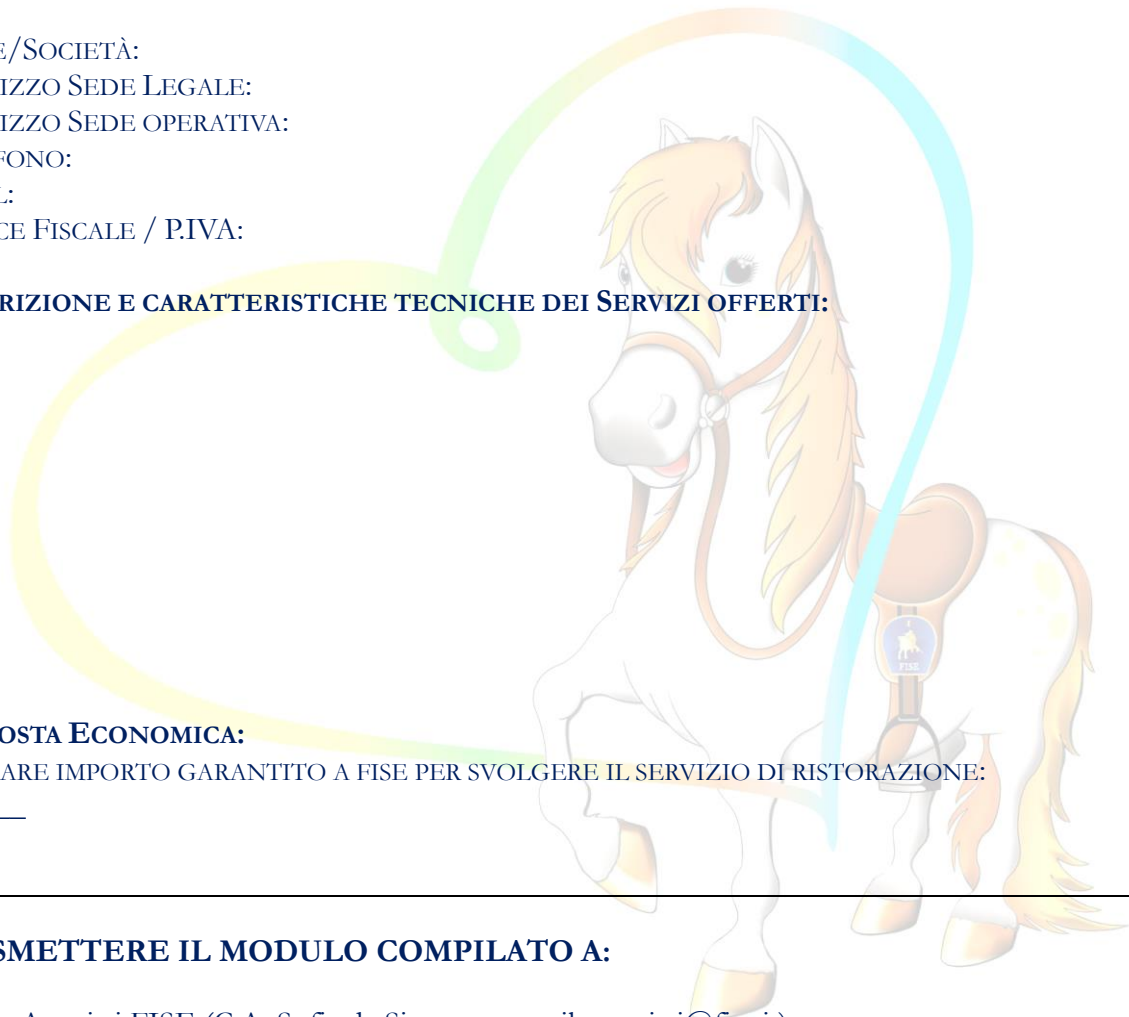 E/SOCIETÀ:
IZZO SEDE LEGALE:
IZZO SEDE OPERATIVA:
FONO:
L:
CE FISCALE / P.IVA:
RIZIONE E CARATTERISTICHE TECNICHE DEI SERVIZI OFFERTI:
FISE
OSTA ECONOMICA:
ARE IMPORTO GARANTITO A FISE PER SVOLGERE IL SERVIZIO DI RISTORAZIONE:
SMETTERE IL MODULO COMPILATO A: